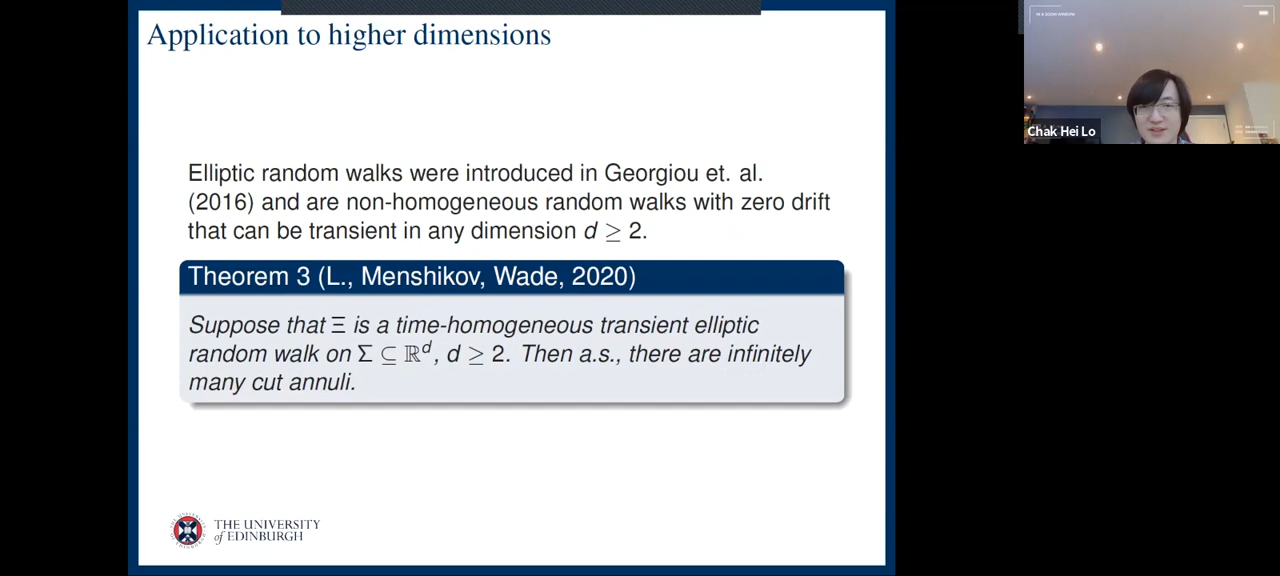 Application to higher dimensions
Elliptic random walks were introduced in Georgiou et. al.
(2016) and are non-homogeneous random walks with zero drift
that can be transient in any dimension d ≥ 2.
Theorem 3 (L., Menshikov, Wade, 2020)
Suppose that Ξ is a time-homogeneous transient elliptic
random walk on Σ ⊆ ℝᵈ, d ≥ 2. Then a.s., there are infinitely
many cut annuli.
THE UNIVERSITY
of EDINBURGH
Chak Hei Lo